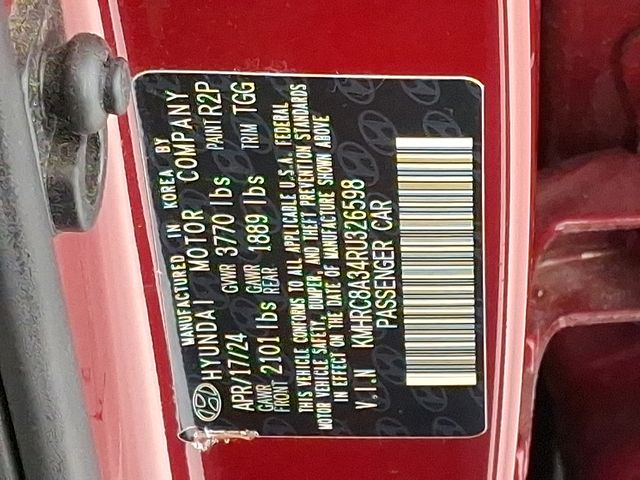 MANUFACTURED IN KOREA BY
HYUNDAI MOTOR COMPANY
APR/17/24 GVWR 3770 lbs PAINT R2P
GAWR FRONT 2101 lbs GAWR REAR 1889 lbs TRIM TGG
THIS VEHICLE CONFORMS TO ALL APPLICABLE U.S.A. FEDERAL
MOTOR VEHICLE SAFETY, BUMPER, AND THEFT PREVENTION STANDARDS
IN EFFECT ON THE DATE OF MANUFACTURE SHOWN ABOVE
V.I.N KMHRC8A34RU326598
PASSENGER CAR